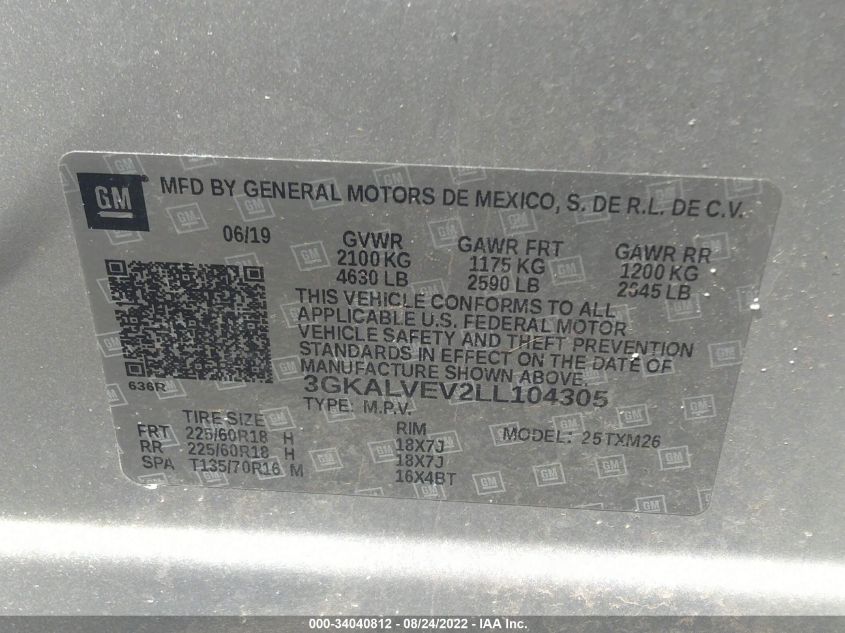 GM MFD BY GENERAL MOTORS DE MEXICO, S. DE R.L. DE C.V.
06/19 GVWR GAWR FRT GAWR RR
2100 KG 1175 KG 1200 KG
4630 LB 2590 LB 2645 LB
THIS VEHICLE CONFORMS TO ALL
APPLICABLE U.S. FEDERAL MOTOR
VEHICLE SAFETY AND THEFT PREVENTION
STANDARDS IN EFFECT ON THE DATE OF
MANUFACTURE SHOWN ABOVE.
636R
3GKALVEV2LL104305
TYPE: M.P.V. MODEL: 25TXM26
TIRE SIZE RIM
FRT 225/60R18 H 18X7J
RR 225/60R18 H 18X7J
SPA T135/70R16 M 16X4BT
000-34040812 - 08/24/2022 - IAA Inc.